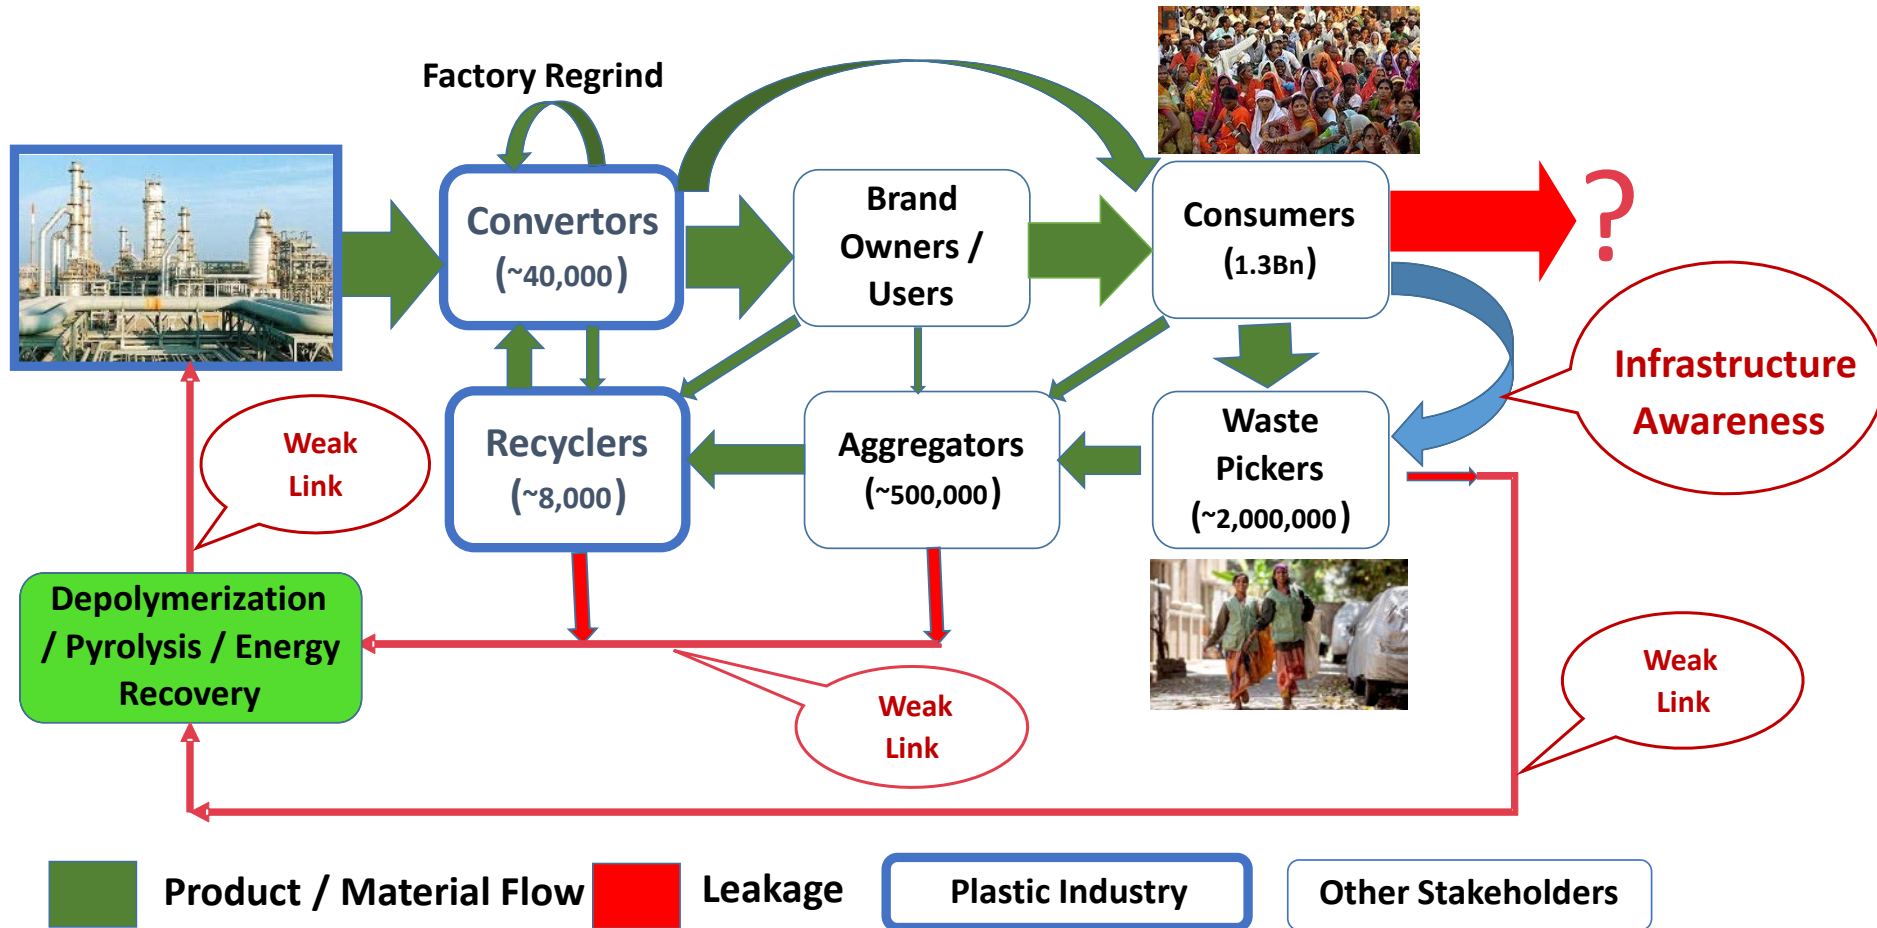 Factory Regrind
Convertors
(~40,000)
Brand
Owners /
Users
Consumers
(1.3Bn)
?
Infrastructure
Awareness
Weak
Link
Recyclers
(~8,000)
Aggregators
(~500,000)
Waste
Pickers
(~2,000,000)
Depolymerization
/ Pyrolysis / Energy
Recovery
Weak
Link
Weak
Link
Product / Material Flow
Leakage
Plastic Industry
Other Stakeholders